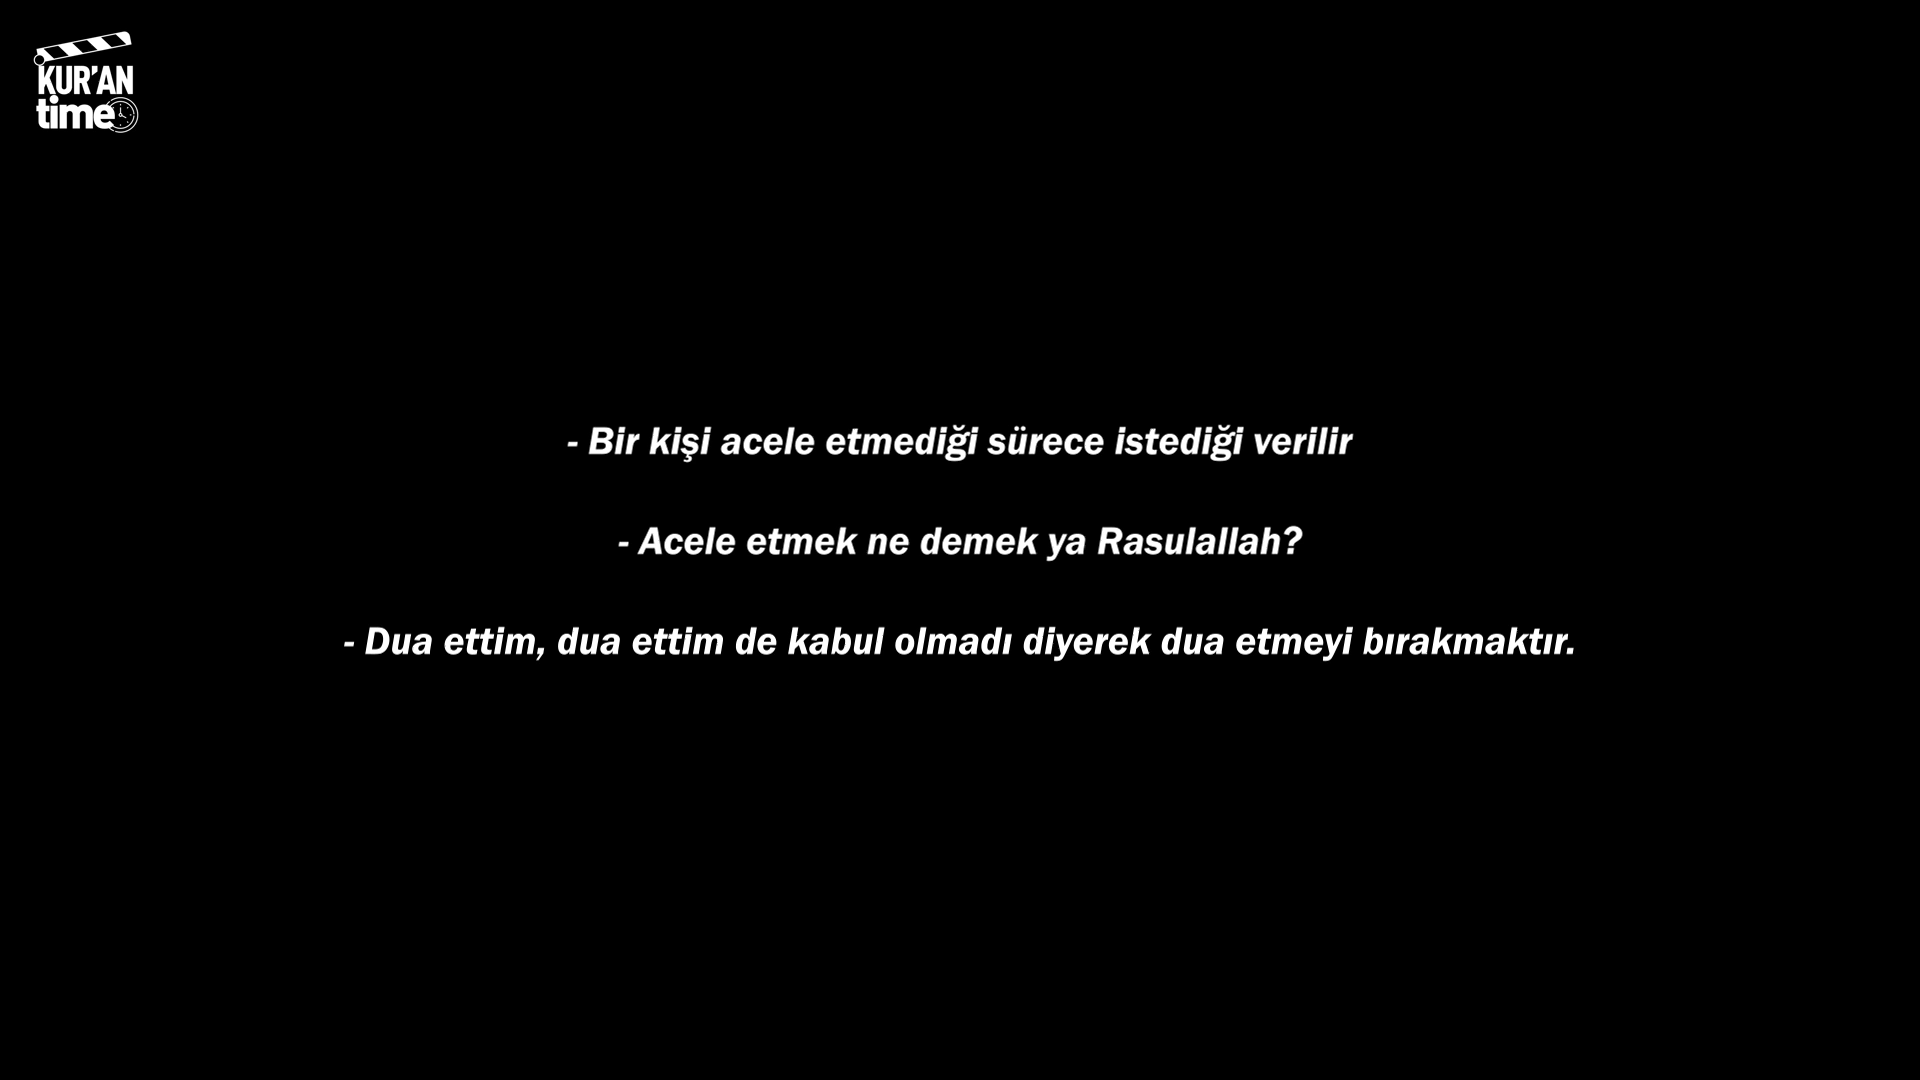 KUR'AN
time
- Bir kişi acele etmediği sürece istediği verilir
- Acele etmek ne demek ya Rasulallah?
- Dua ettim, dua ettim de kabul olmadı diyerek dua etmeyi bırakmaktır.